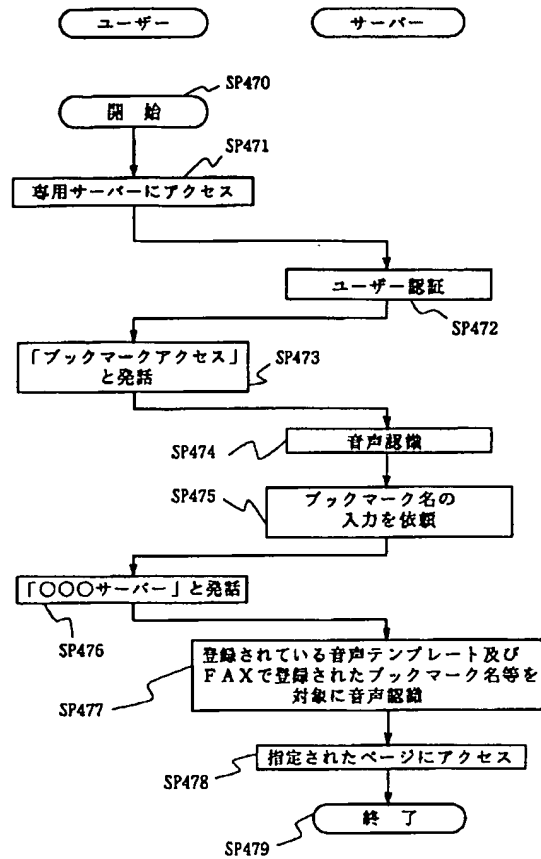 ユーザー
サーバー
SP470
開 始
SP471
専用サーバーにアクセス
ユーザー認証
SP472
「ブックマークアクセス」
と発話
SP473
音声認識
SP474
SP475
ブックマーク名の
入力を依頼
「○○○サーバー」と発話
SP476
登録されている音声テンプレート及び
FAXで登録されたブックマーク名等を
対象に音声認識
SP477
指定されたページにアクセス
SP478
終 了
SP479